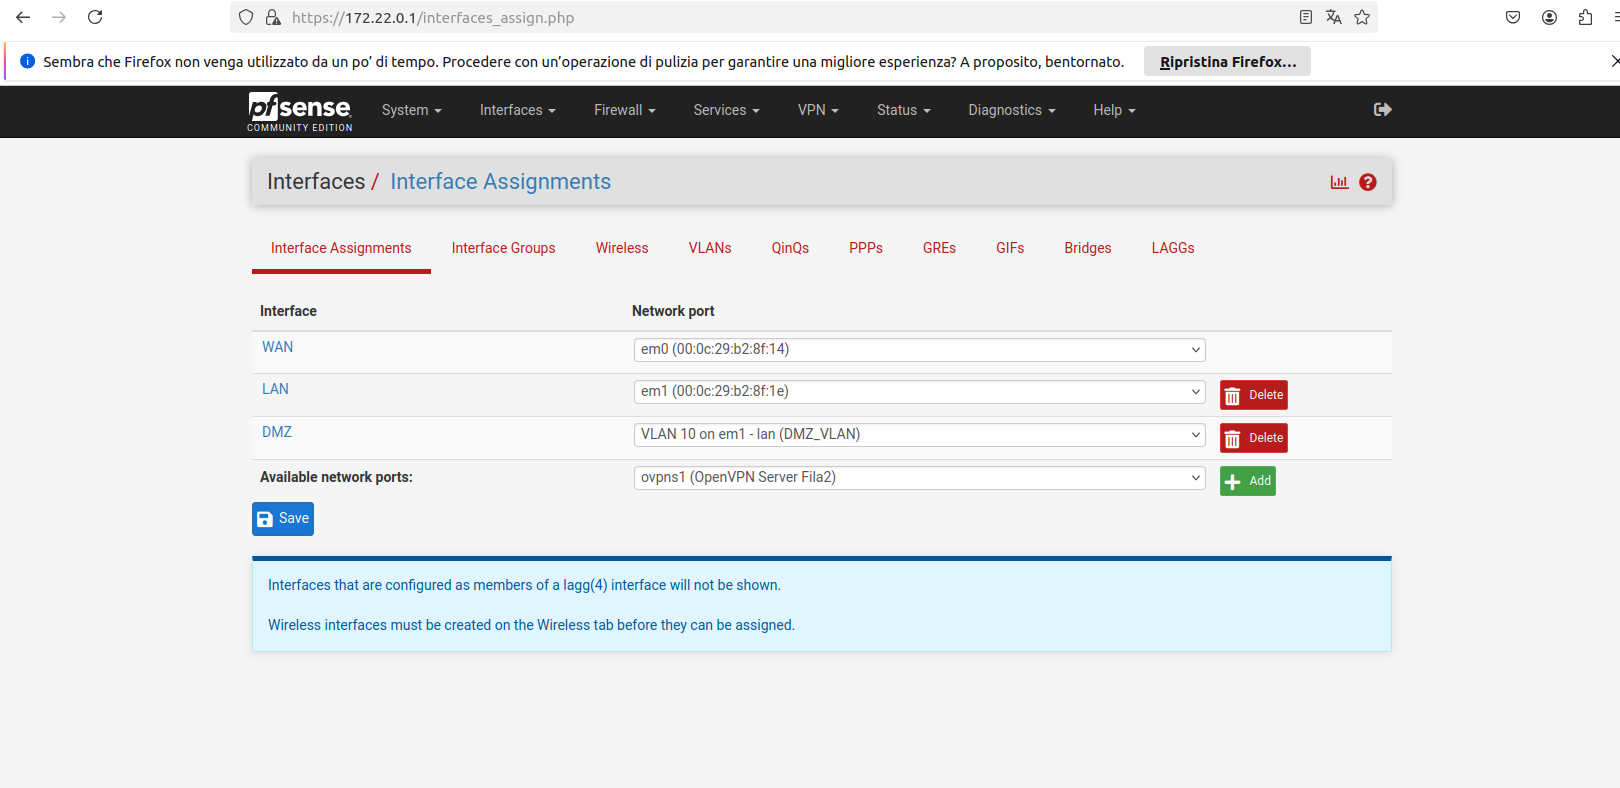 https://172.22.0.1/interfaces_assign.php
Sembra che Firefox non venga utilizzato da un po’ di tempo. Procedere con un’operazione di pulizia per garantire una migliore esperienza? A proposito, bentornato. Ripristina Firefox...
pfsense
COMMUNITY EDITION
System Interfaces Firewall Services VPN Status Diagnostics Help
Interfaces / Interface Assignments
Interface Assignments Interface Groups Wireless VLANs QinQs PPPs GREs GIFs Bridges LAGGs
Interface Network port
WAN em0 (00:0c:29:b2:8f:14)
LAN em1 (00:0c:29:b2:8f:1e) Delete
DMZ VLAN 10 on em1 - lan (DMZ_VLAN) Delete
Available network ports: ovpns1 (OpenVPN Server Fila2) Add
Save
Interfaces that are configured as members of a lagg(4) interface will not be shown.
Wireless interfaces must be created on the Wireless tab before they can be assigned.